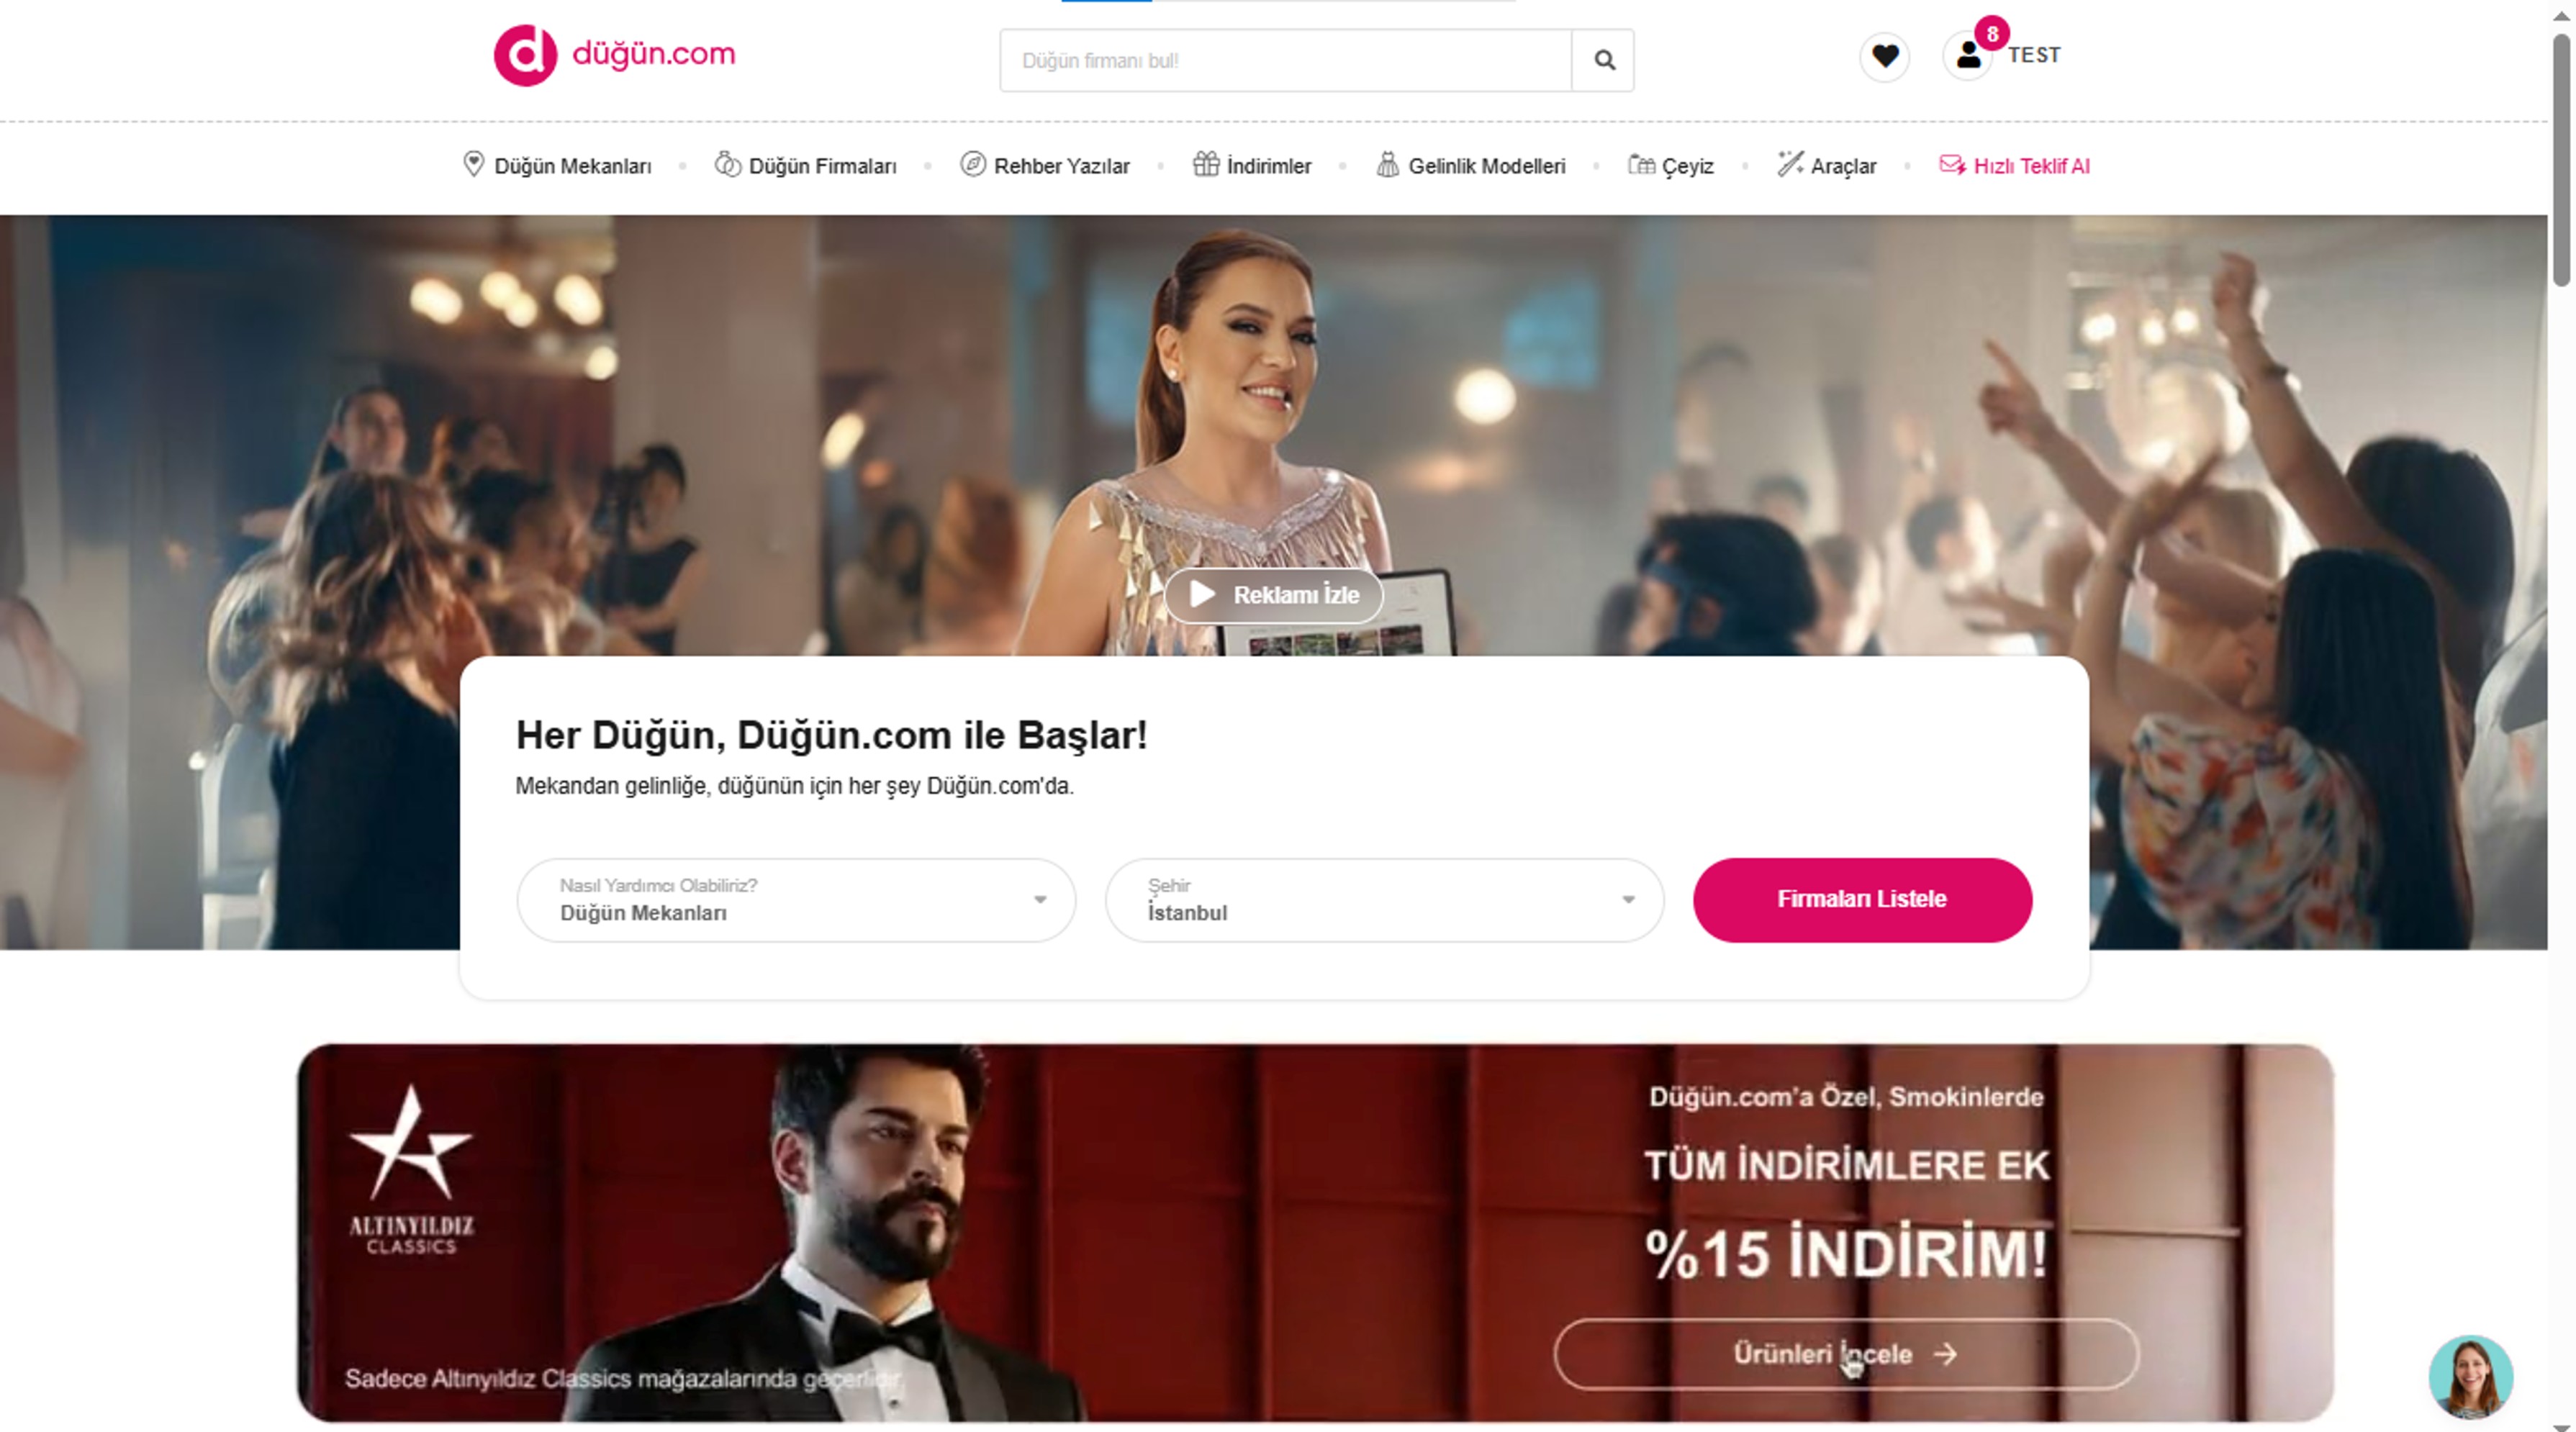 düğün.com
Düğün firmanı bul!
8
TEST
Düğün Mekanları
Düğün Firmaları
Rehber Yazılar
İndirimler
Gelinlik Modelleri
Çeyiz
Araçlar
Hızlı Teklif Al
Reklamı İzle
Her Düğün, Düğün.com ile Başlar!
Mekandan gelinliğe, düğünün için her şey Düğün.com'da.
Nasıl Yardımcı Olabiliriz?
Düğün Mekanları
Şehir
İstanbul
Firmaları Listele
ALTINYILDIZ
CLASSICS
Sadece Altınyıldız Classics mağazalarında geçerlidir.
Düğün.com'a Özel, Smokinlerde
TÜM İNDİRİMLERE EK
%15 İNDİRİM!
Ürünleri İncele